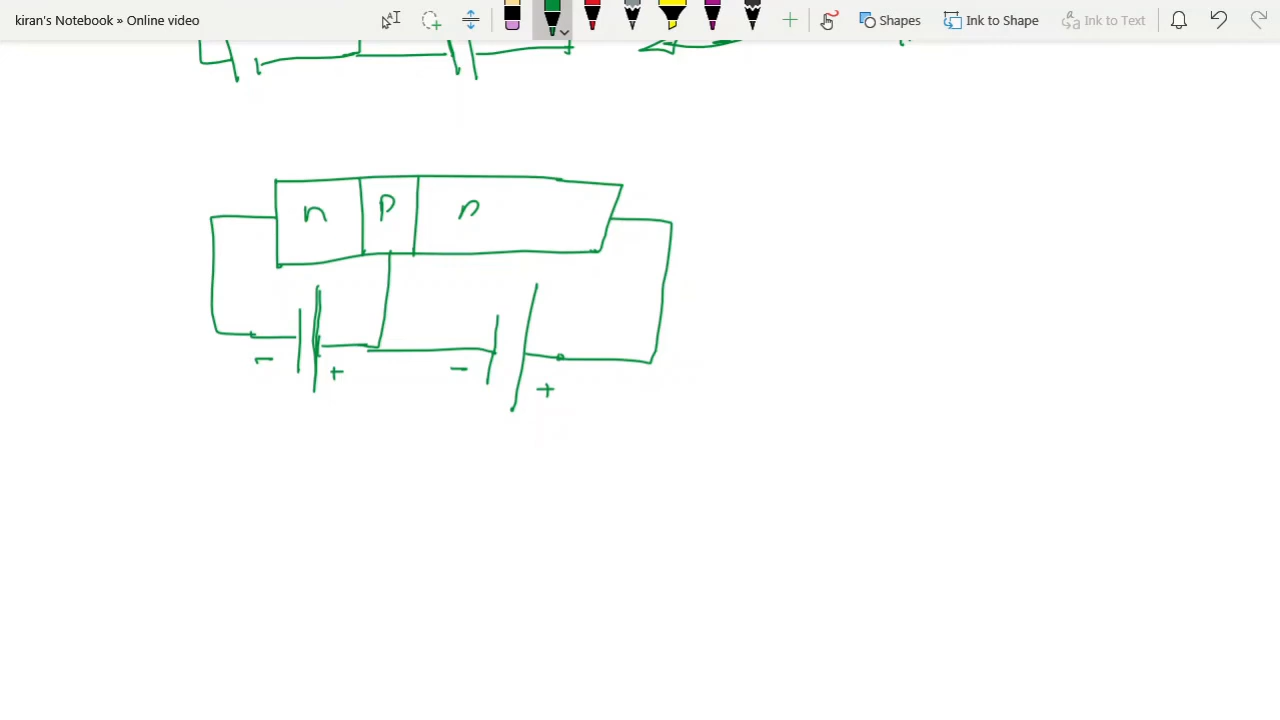 kiran's Notebook » Online video
Shapes
Ink to Shape
Ink to Text
n p n
- + - +